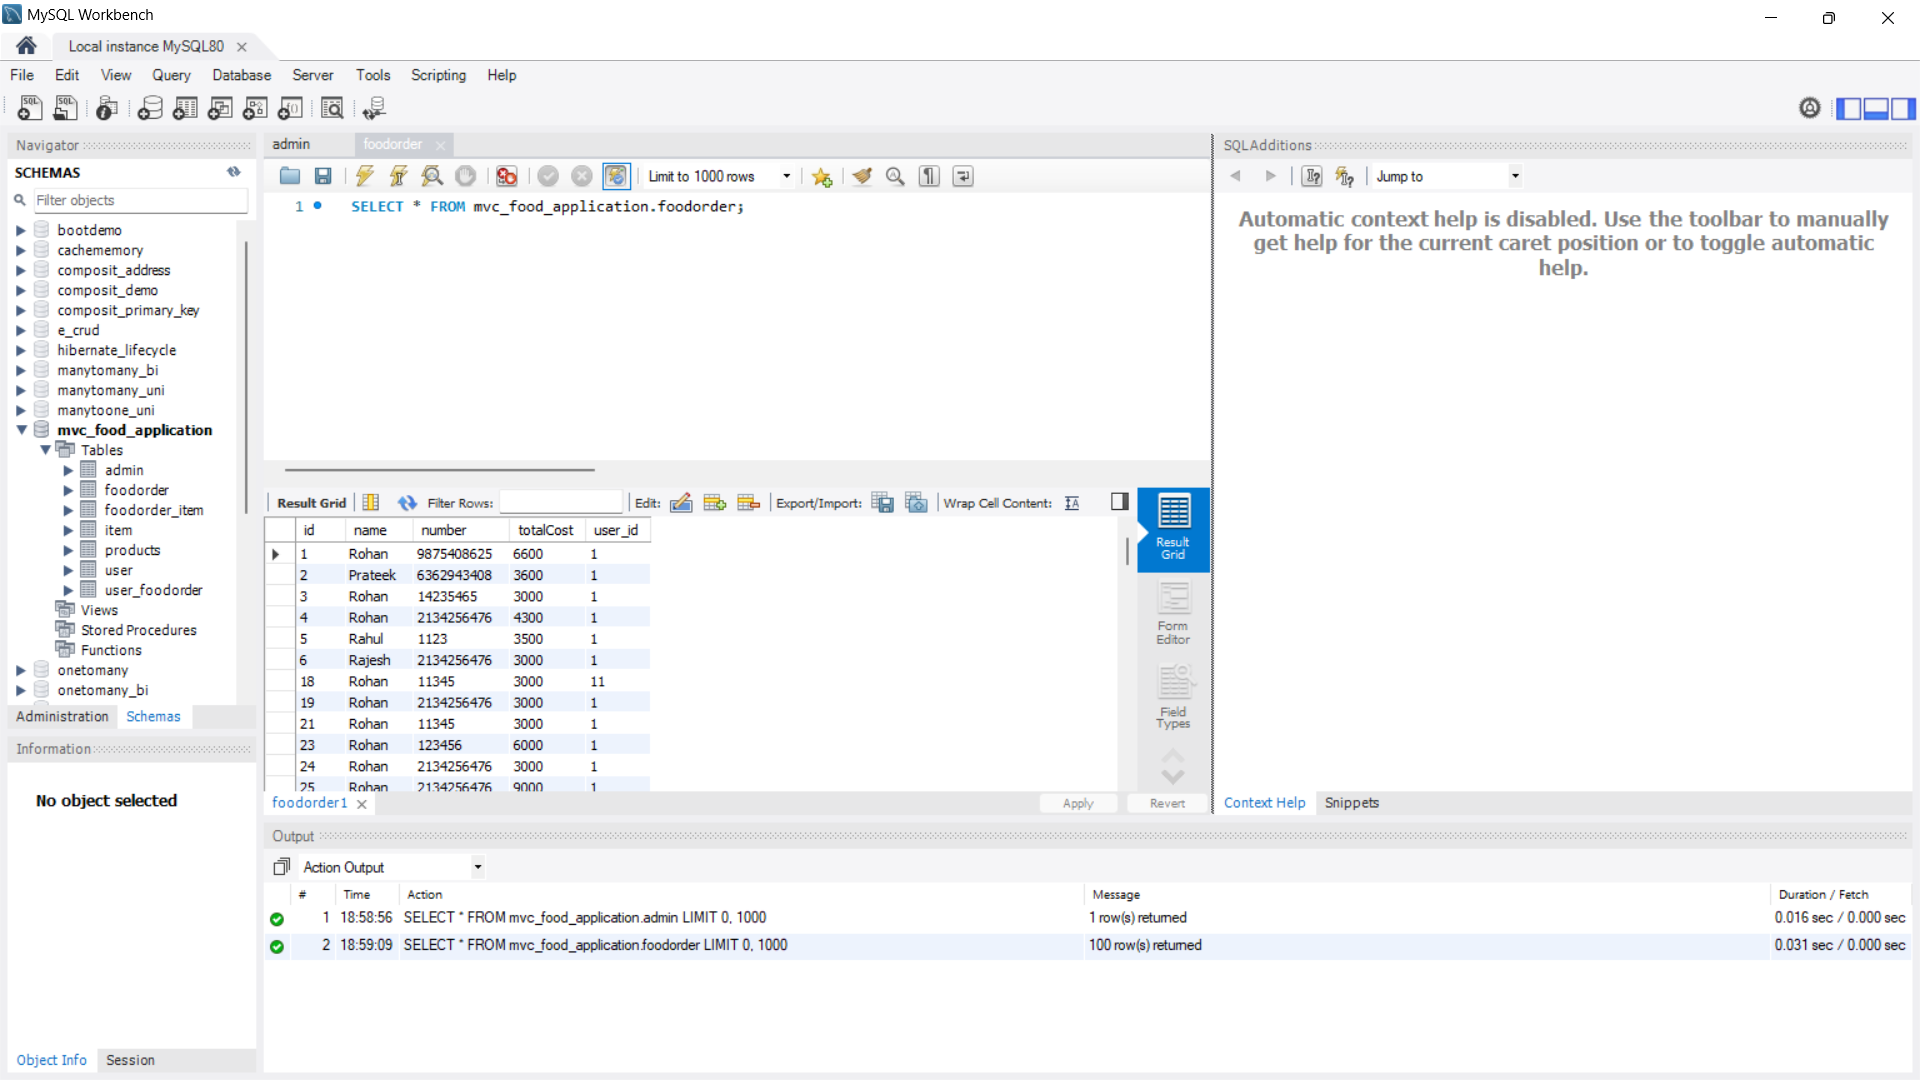 MySQL Workbench
Local instance MySQL80
File Edit View Query Database Server Tools Scripting Help
Navigator
SCHEMAS
Filter objects
bootdemo
cachememory
composit_address
composit_demo
composit_primary_key
e_crud
hibernate_lifecycle
manytomany_bi
manytomany_uni
manytoone_uni
mvc_food_application
Tables
admin
foodorder
foodorder_item
item
products
user
user_foodorder
Views
Stored Procedures
Functions
onetomany
onetomany_bi
Administration Schemas
Information
No object selected
Object Info Session
admin foodorder
Limit to 1000 rows
1 SELECT * FROM mvc_food_application.foodorder;
Result Grid Filter Rows: Edit: Export/Import: Wrap Cell Content:
id name number totalCost user_id
1 Rohan 9875408625 6600 1
2 Prateek 6362943408 3600 1
3 Rohan 14235465 3000 1
4 Rohan 2134256476 4300 1
5 Rahul 1123 3500 1
6 Rajesh 2134256476 3000 1
18 Rohan 11345 3000 11
19 Rohan 2134256476 3000 1
21 Rohan 11345 3000 1
23 Rohan 123456 6000 1
24 Rohan 2134256476 3000 1
25 Rohan 2134256476 9000 1
Result
Grid
Form
Editor
Field
Types
foodorder1 Apply Revert
SQLAdditions
Jump to
Automatic context help is disabled. Use the toolbar to manually
get help for the current caret position or to toggle automatic
help.
Context Help Snippets
Output
Action Output
# Time Action Message Duration / Fetch
1 18:58:56 SELECT * FROM mvc_food_application.admin LIMIT 0, 1000 1 row(s) returned 0.016 sec / 0.000 sec
2 18:59:09 SELECT * FROM mvc_food_application.foodorder LIMIT 0, 1000 100 row(s) returned 0.031 sec / 0.000 sec